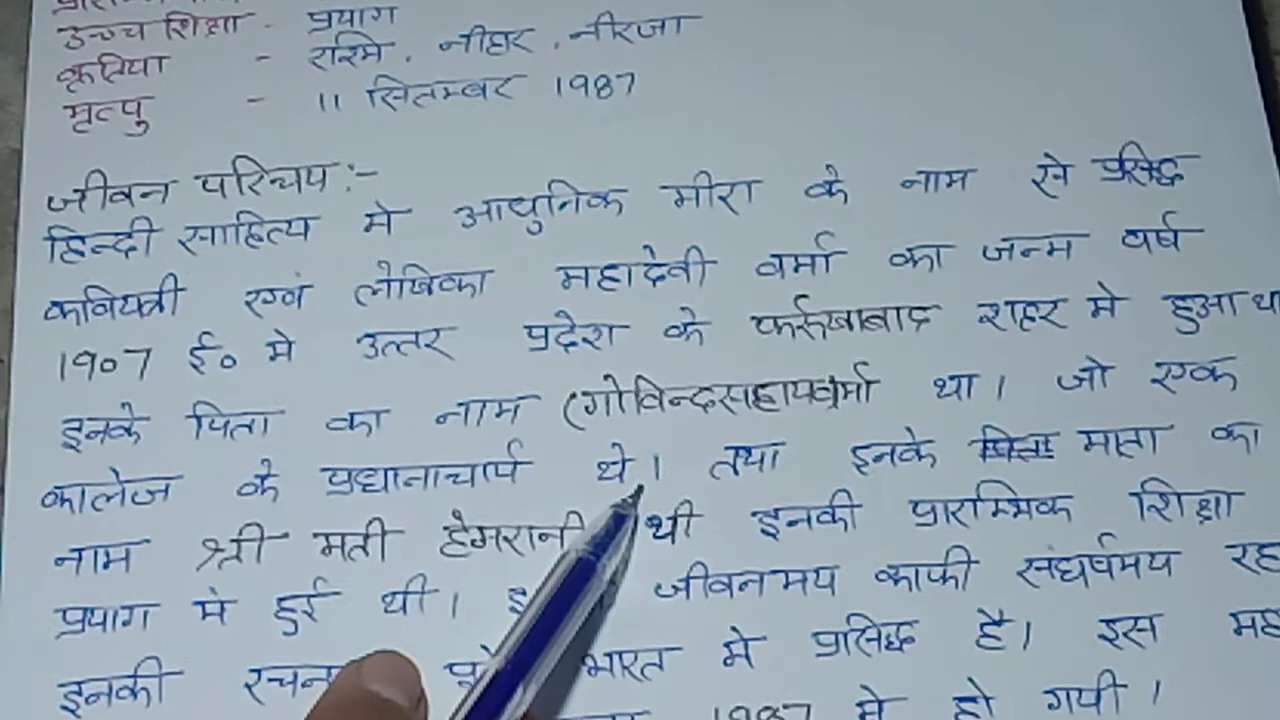 उच्च शिक्षा - प्रयाग
कृतिया - रश्मि, नीहार, नीरजा
मृत्यु - 11 सितम्बर 1987
जीवन परिचय:-
हिन्दी साहित्य मे आधुनिक मीरा के नाम से प्रसिद्ध
कवियत्री एवं लेखिका महादेवी वर्मा का जन्म वर्ष
1907 ई० मे उत्तर प्रदेश के फर्रुखाबाद शहर मे हुआ था
इनके पिता का नाम (गोविन्दसहायवर्मा था। जो एक
कालेज के प्रधानाचार्य थे। तथा इनके माता का
नाम श्री मती हेमरानी थी इनकी प्रारम्भिक शिक्षा
प्रयाग मे हुई थी। जीवनमय काफी संघर्षमय रह
इनकी भारत मे प्रसिद्ध है। इस
1987 मे हो गयी।